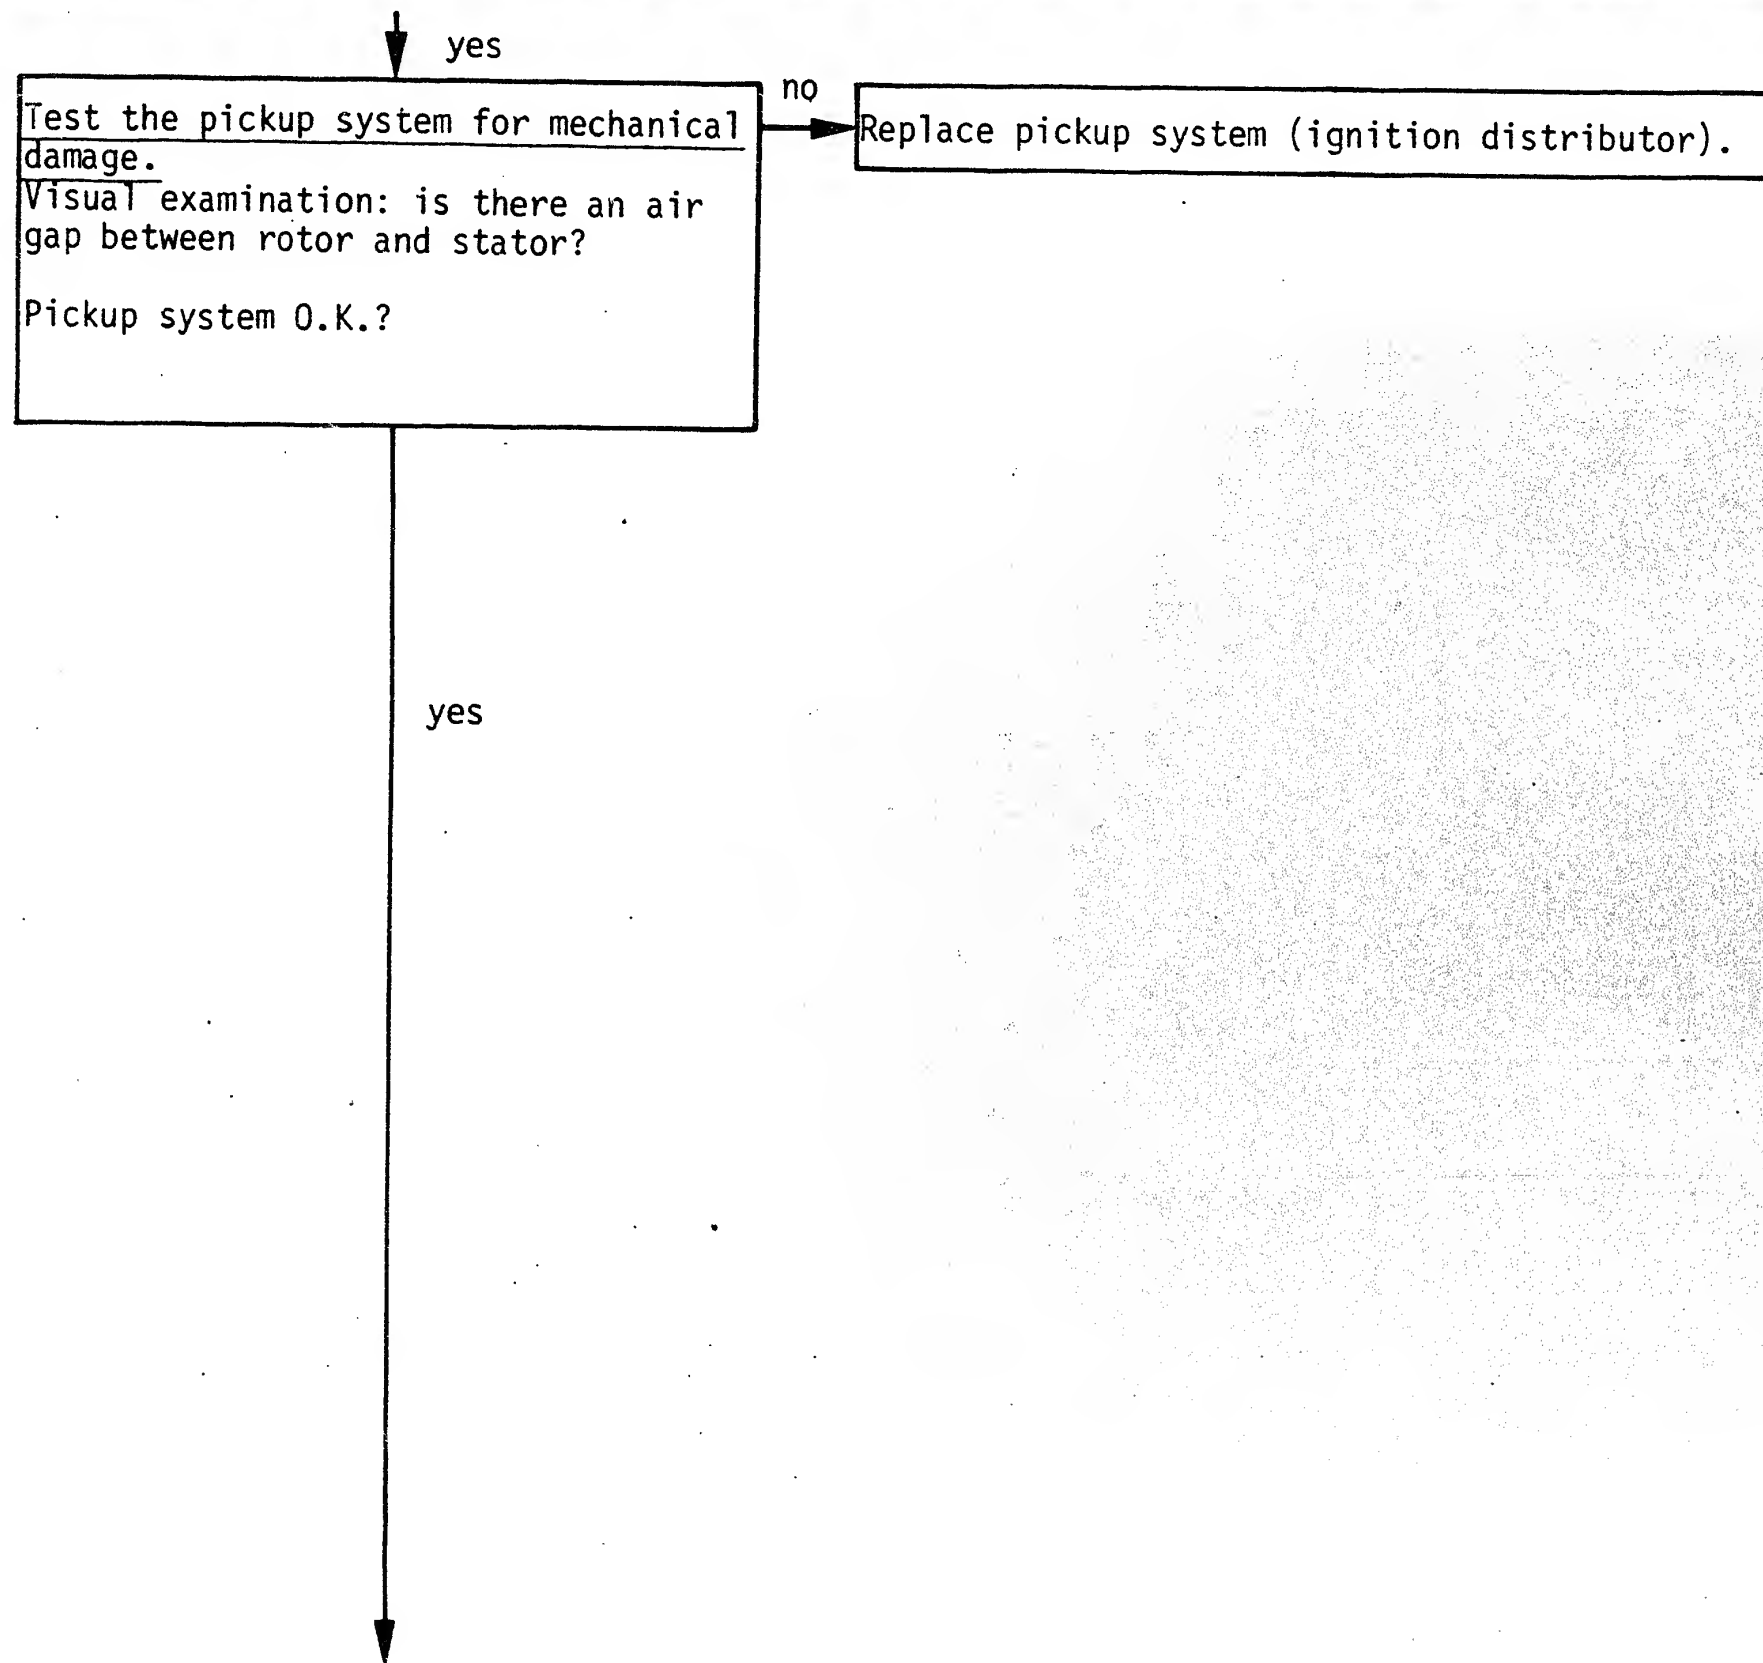 yes
Test the pickup system for mechanical
damage.
Visual examination: is there an air
gap between rotor and stator?
Pickup system O.K.?
no
Replace pickup system (ignition distributor).
yes